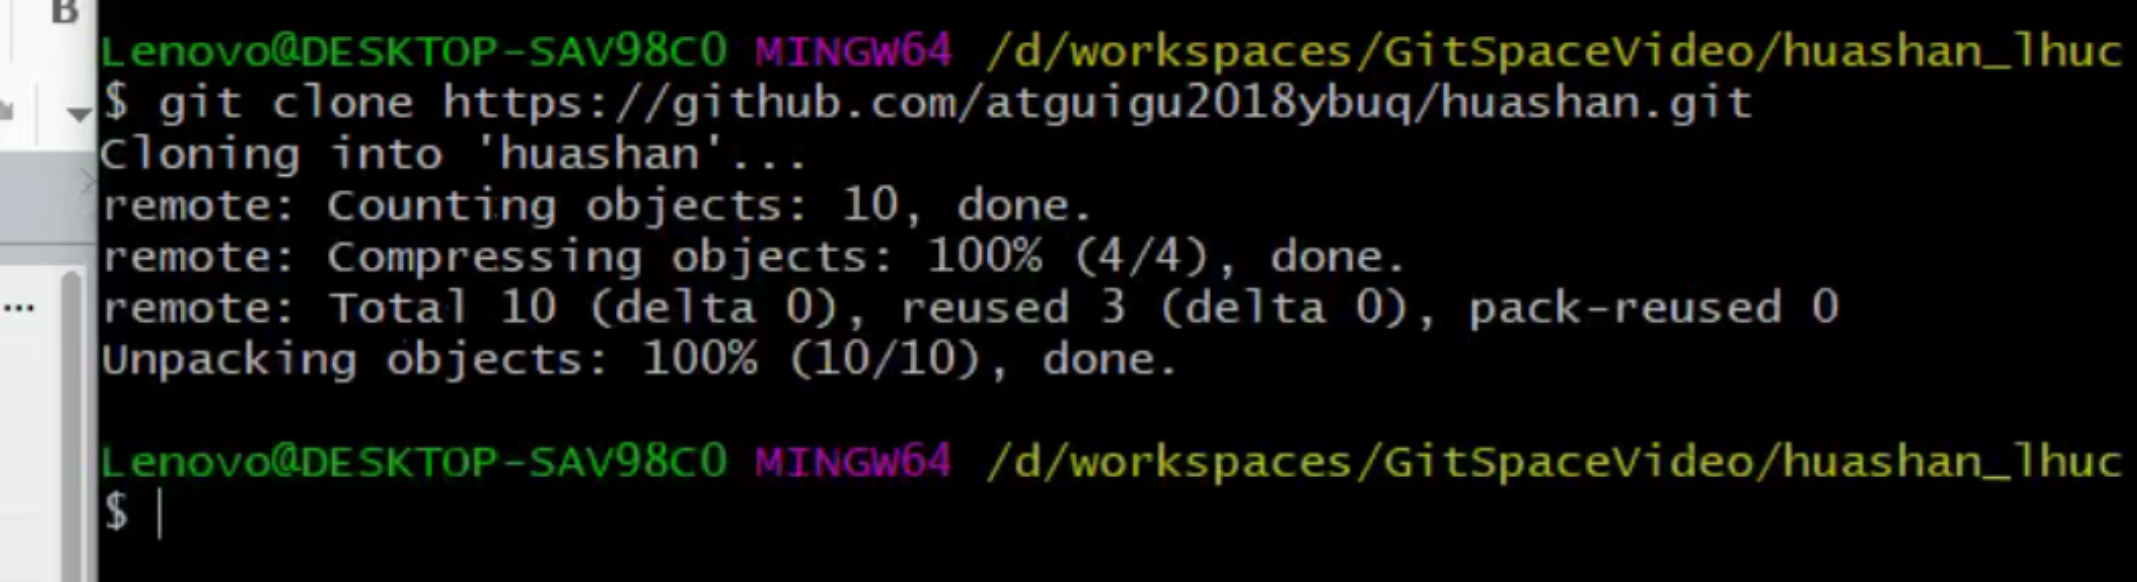 B
Lenovo@DESKTOP-SAV98C0 MINGW64 /d/workspaces/GitSpaceVideo/huashan_lhuc
$ git clone https://github.com/atguigu2018ybuq/huashan.git
Cloning into 'huashan'...
remote: Counting objects: 10, done.
remote: Compressing objects: 100% (4/4), done.
remote: Total 10 (delta 0), reused 3 (delta 0), pack-reused 0
Unpacking objects: 100% (10/10), done.
Lenovo@DESKTOP-SAV98C0 MINGW64 /d/workspaces/GitSpaceVideo/huashan_lhuc
$
...